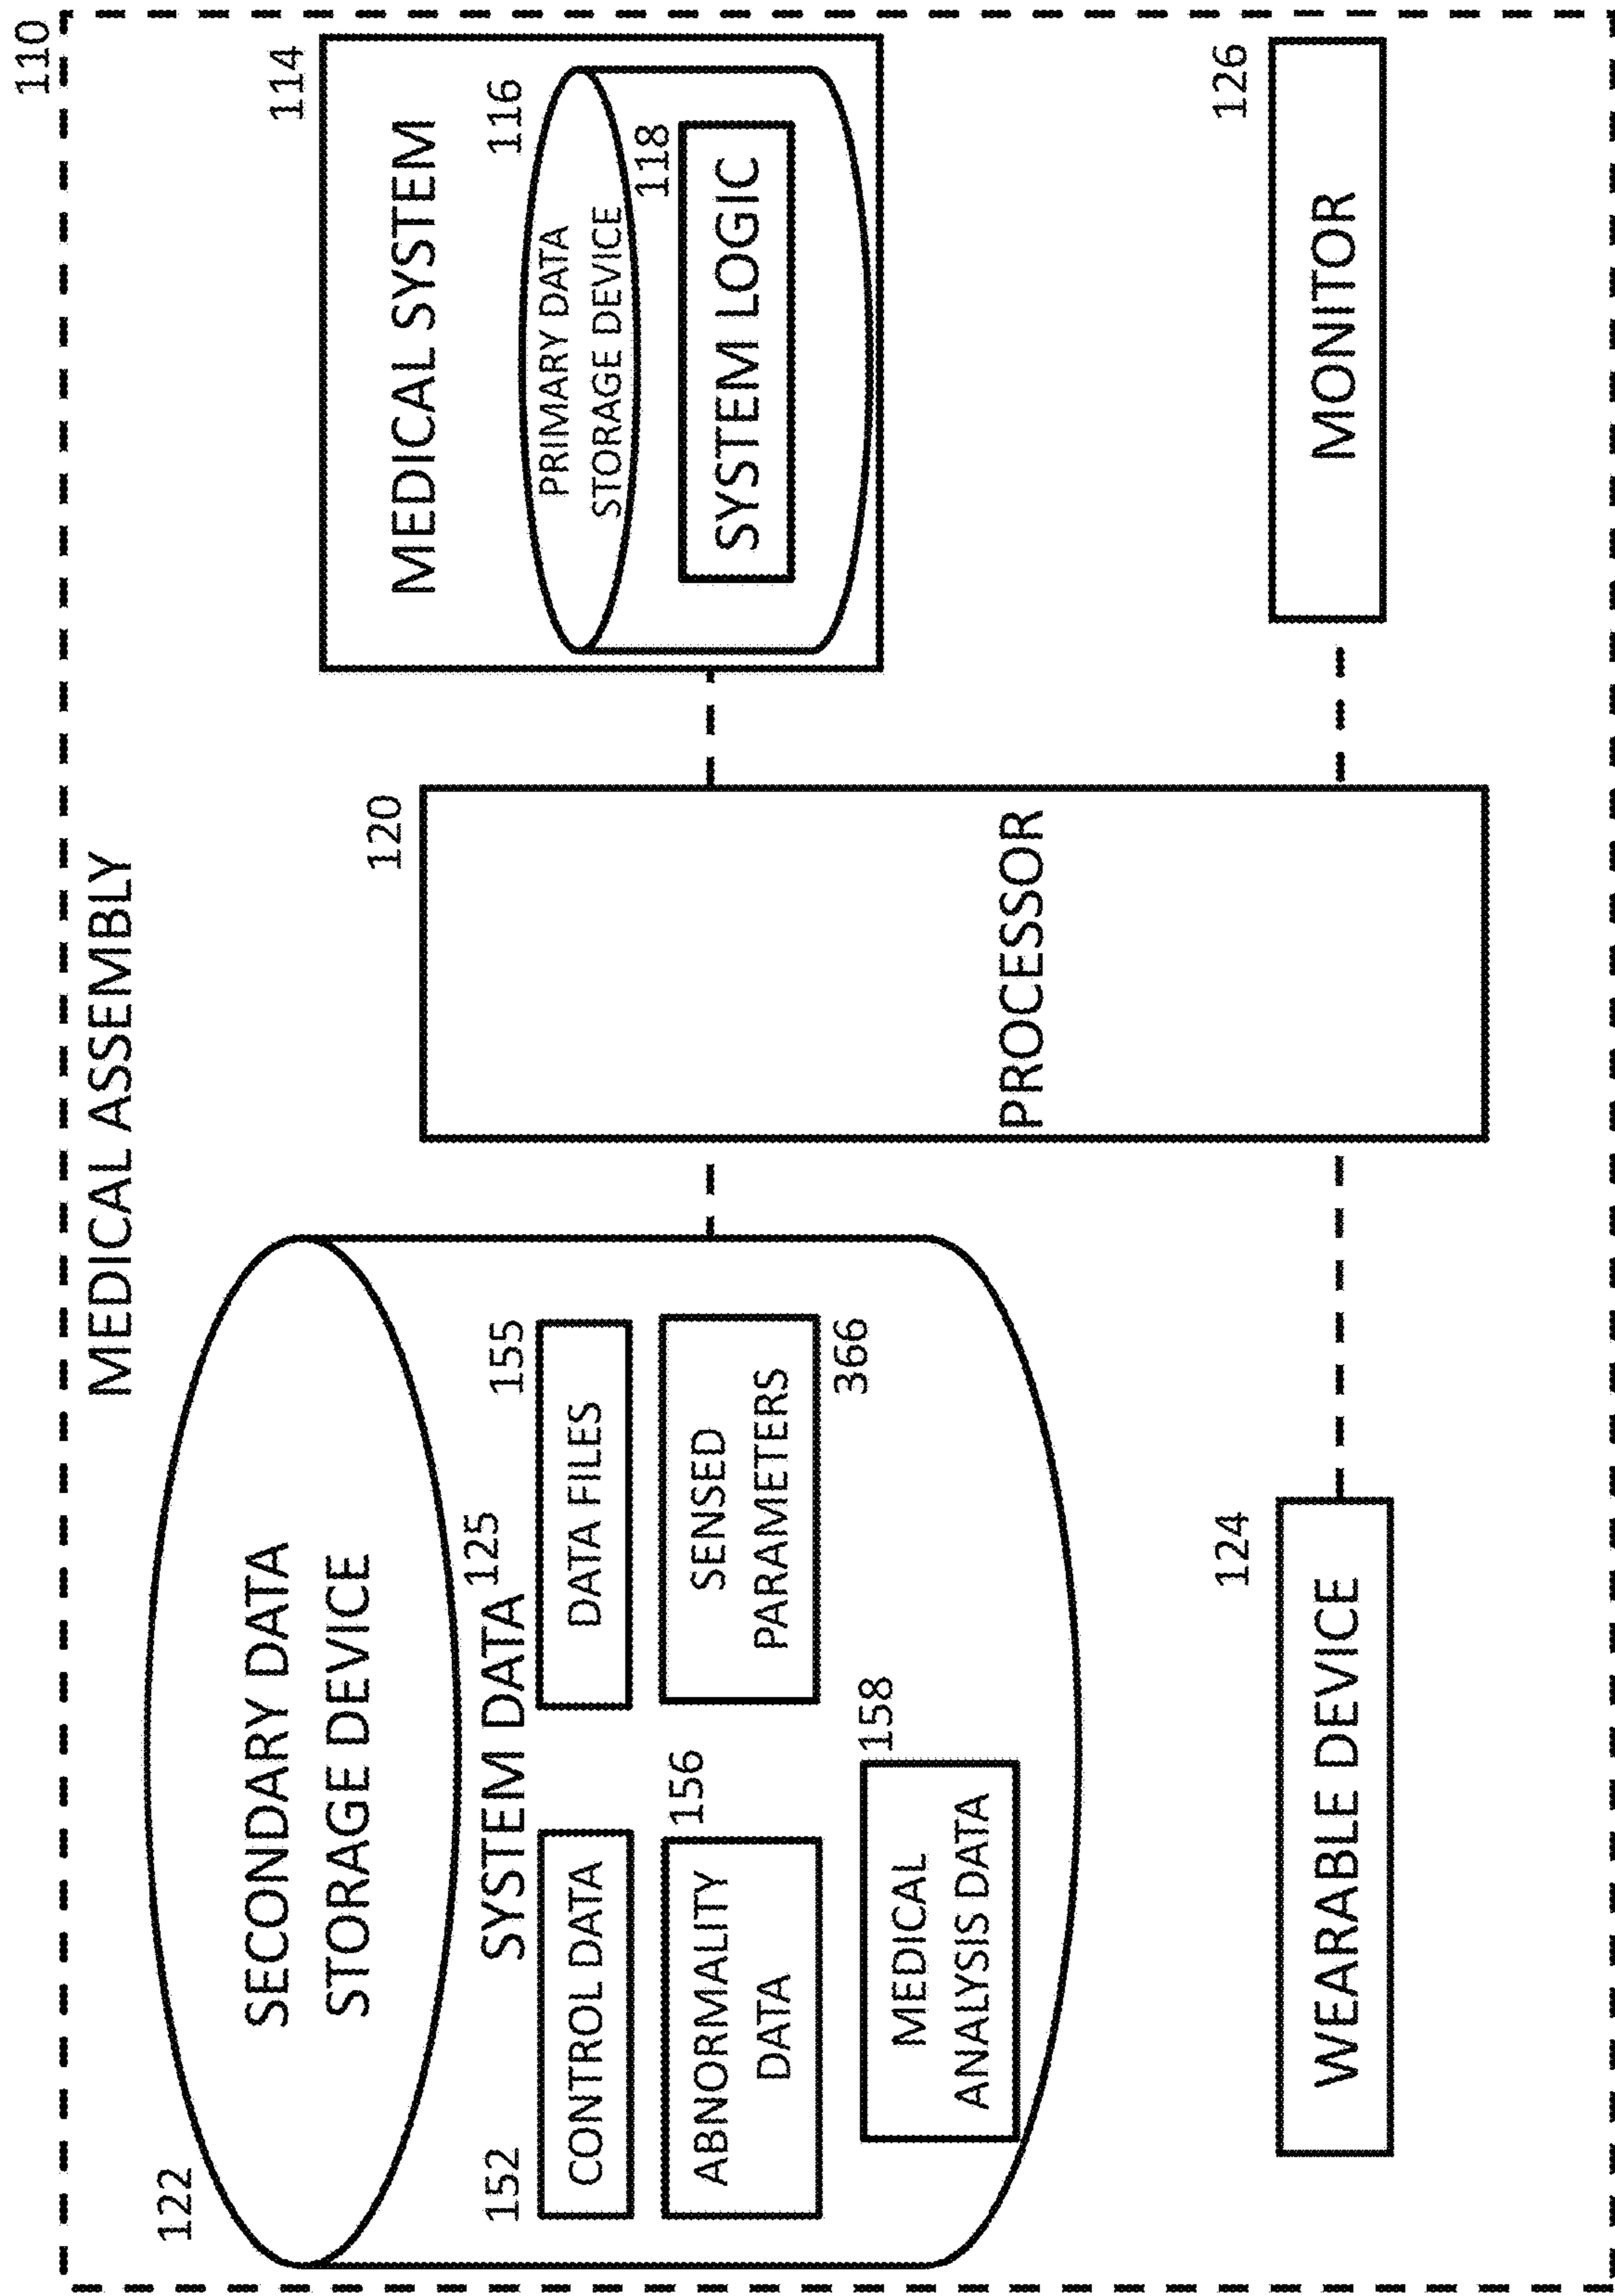 110
MEDICAL ASSEMBLY
122
SECONDARY DATA
STORAGE DEVICE
SYSTEM DATA 125
152
CONTROL DATA
155
DATA FILES
156
ABNORMALITY
DATA
SENSED
PARAMETERS
366
158
MEDICAL
ANALYSIS DATA
120
PROCESSOR
114
MEDICAL SYSTEM
116
PRIMARY DATA
STORAGE DEVICE
118
SYSTEM LOGIC
124
WEARABLE DEVICE
126
MONITOR